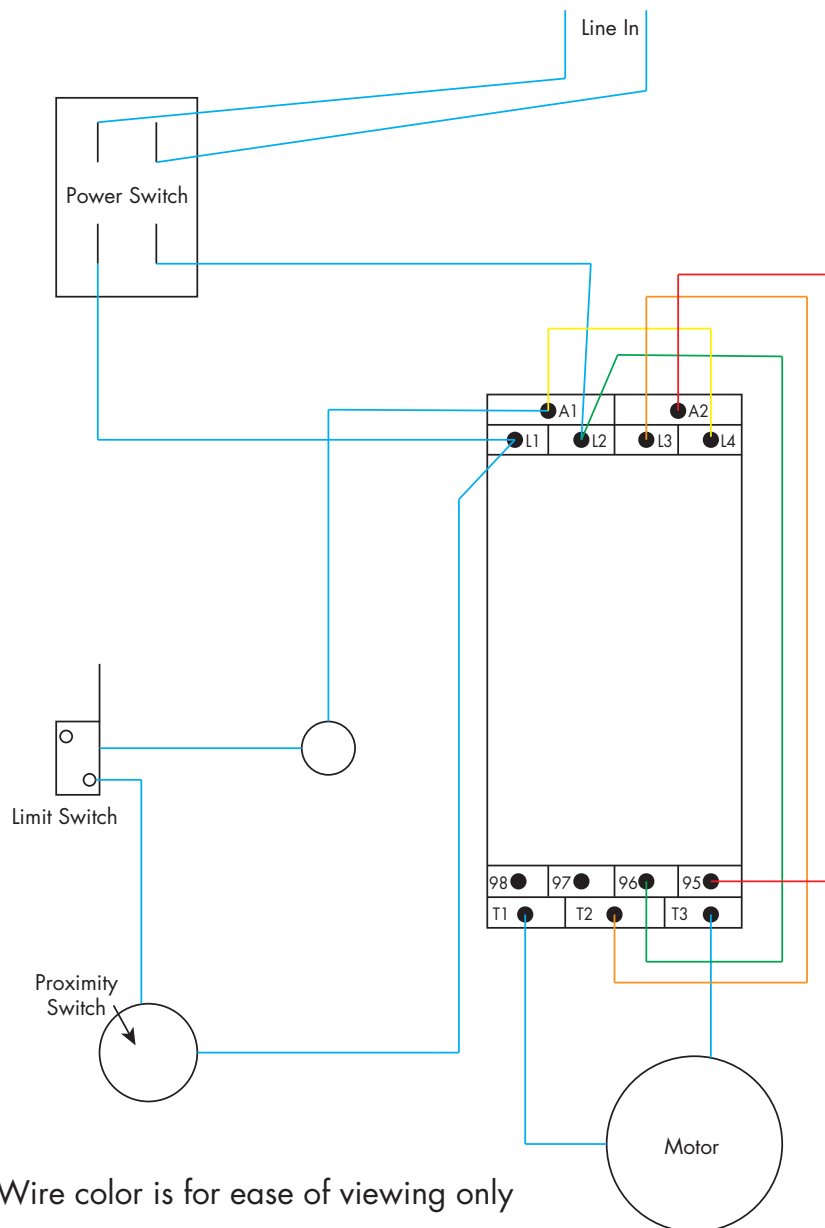 Line In
Power Switch
A1
A2
L1
L2
L3
L4
Limit Switch
98
97
96
95
T1
T2
T3
Proximity
Switch
Motor
Wire color is for ease of viewing only